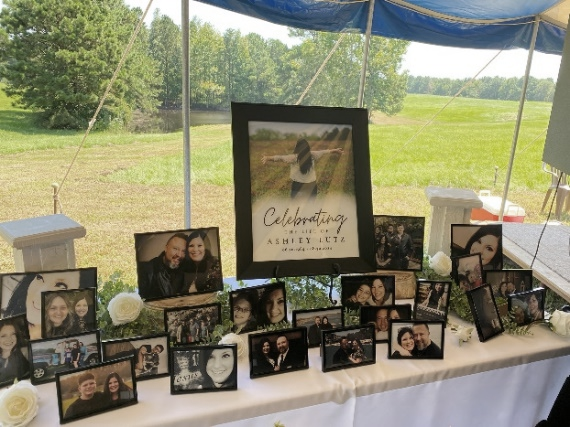 Celebrating
THE LIFE OF
ASHLEY LUTZ